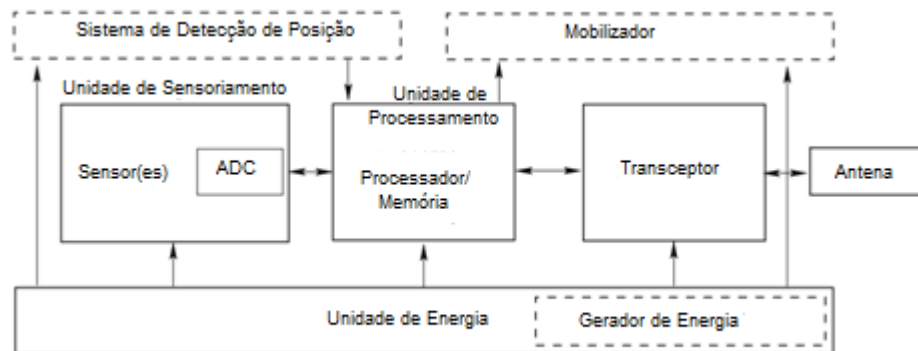 Sistema de Detecção de Posição
Mobilizador
Unidade de Sensoriamento
Unidade de
Processamento
Sensor(es)
ADC
Processador/
Memória
Transceptor
Antena
Unidade de Energia
Gerador de Energia